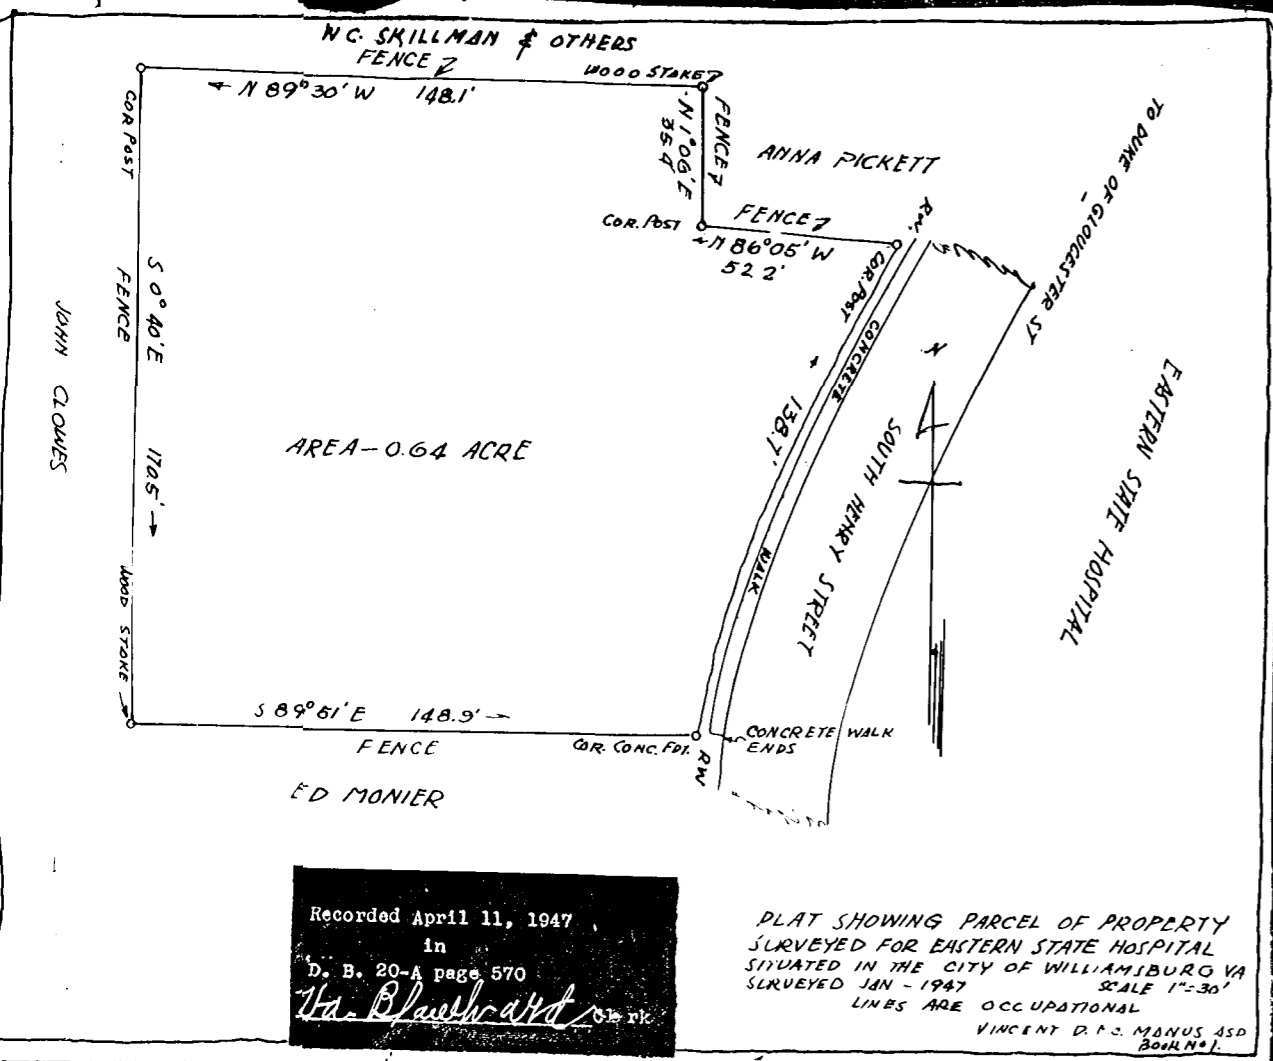 N.C. SKILLMAN & OTHERS
FENCE
WOOD STAKE
← N 89°30' W 148.1'
COR POST
N 1°06' E
35.4'
FENCE
ANNA PICKETT
COR. POST
FENCE
← N 86°05' W
52.2'
R.W.
COR. POST
TO DUKE OF GLOUCESTER ST
JOHN CLOWES
FENCE
S 0°40' E 170.5' →
WOOD STAKE
AREA - 0.64 ACRE
138.7'
CONCRETE WALK
SOUTH HENRY STREET
N
EASTERN STATE HOSPITAL
S 89°51' E 148.9' →
FENCE
COR. CONC. FDT.
RW
CONCRETE WALK
ENDS
ED MONIER
Recorded April 11, 1947
in
D. B. 20-A page 570
Clerk
PLAT SHOWING PARCEL OF PROPERTY
SURVEYED FOR EASTERN STATE HOSPITAL
SITUATED IN THE CITY OF WILLIAMSBURG VA
SURVEYED JAN - 1947 SCALE 1"=30'
LINES ARE OCCUPATIONAL
VINCENT D. MC MANUS
BOOK No 1.